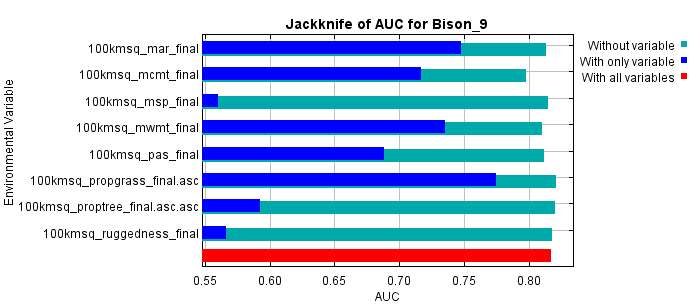 Jackknife of AUC for Bison_9
Environmental Variable
100kmsq_mar_final
100kmsq_mcmt_final
100kmsq_msp_final
100kmsq_mwmt_final
100kmsq_pas_final
100kmsq_propgrass_final.asc
100kmsq_proptree_final.asc.asc
100kmsq_ruggedness_final
Without variable
With only variable
With all variables
0.55 0.60 0.65 0.70 0.75 0.80
AUC